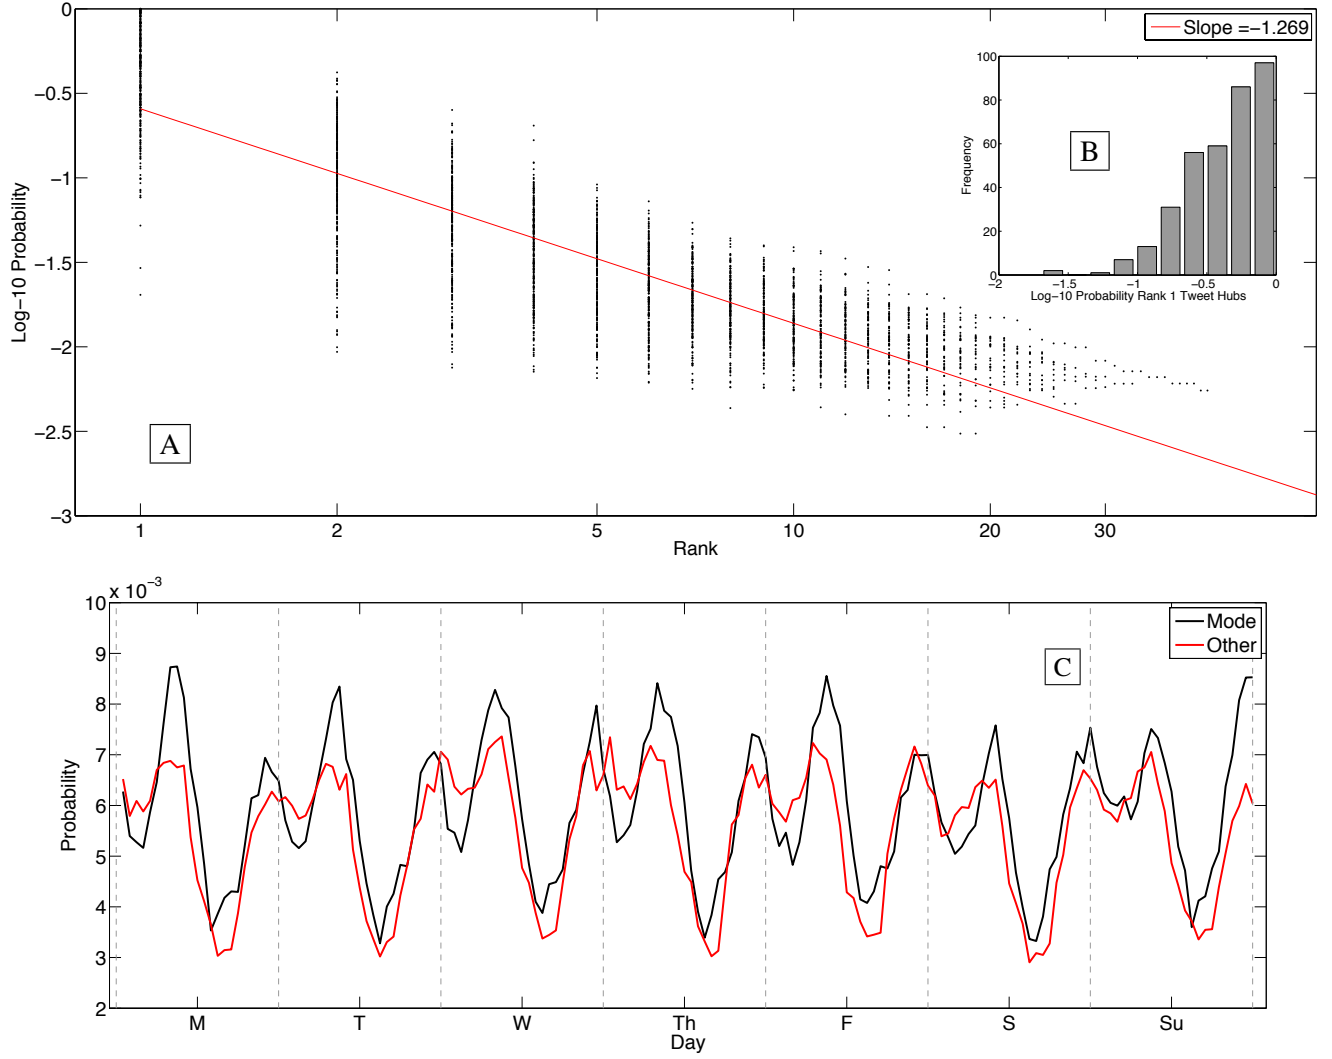 0
−0.5
−1
−1.5
−2
−2.5
−3
Log−10 Probability
1
2
5
10
20
30
Rank
A
Slope =−1.269
100
80
60
40
20
0
Frequency
B
−2
−1.5
−1
−0.5
0
Log−10 Probability Rank 1 Tweet Hubs
10 x 10⁻³
9
8
7
6
5
4
3
2
Probability
Mode
Other
C
M
T
W
Th
F
S
Su
Day